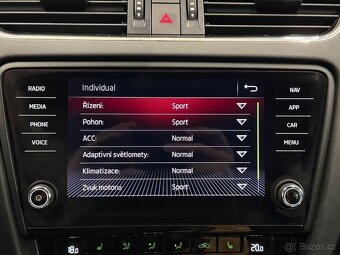 Individual
RADIO
MEDIA
PHONE
VOICE
NAV
APP
CAR
MENU
Řízení: Sport
Pohon: Sport
ACC: Normal
Adaptivní světlomety: Normal
Klimatizace: Normal
Zvuk motoru: Sport
18.0
20.0
Bazoš.cz